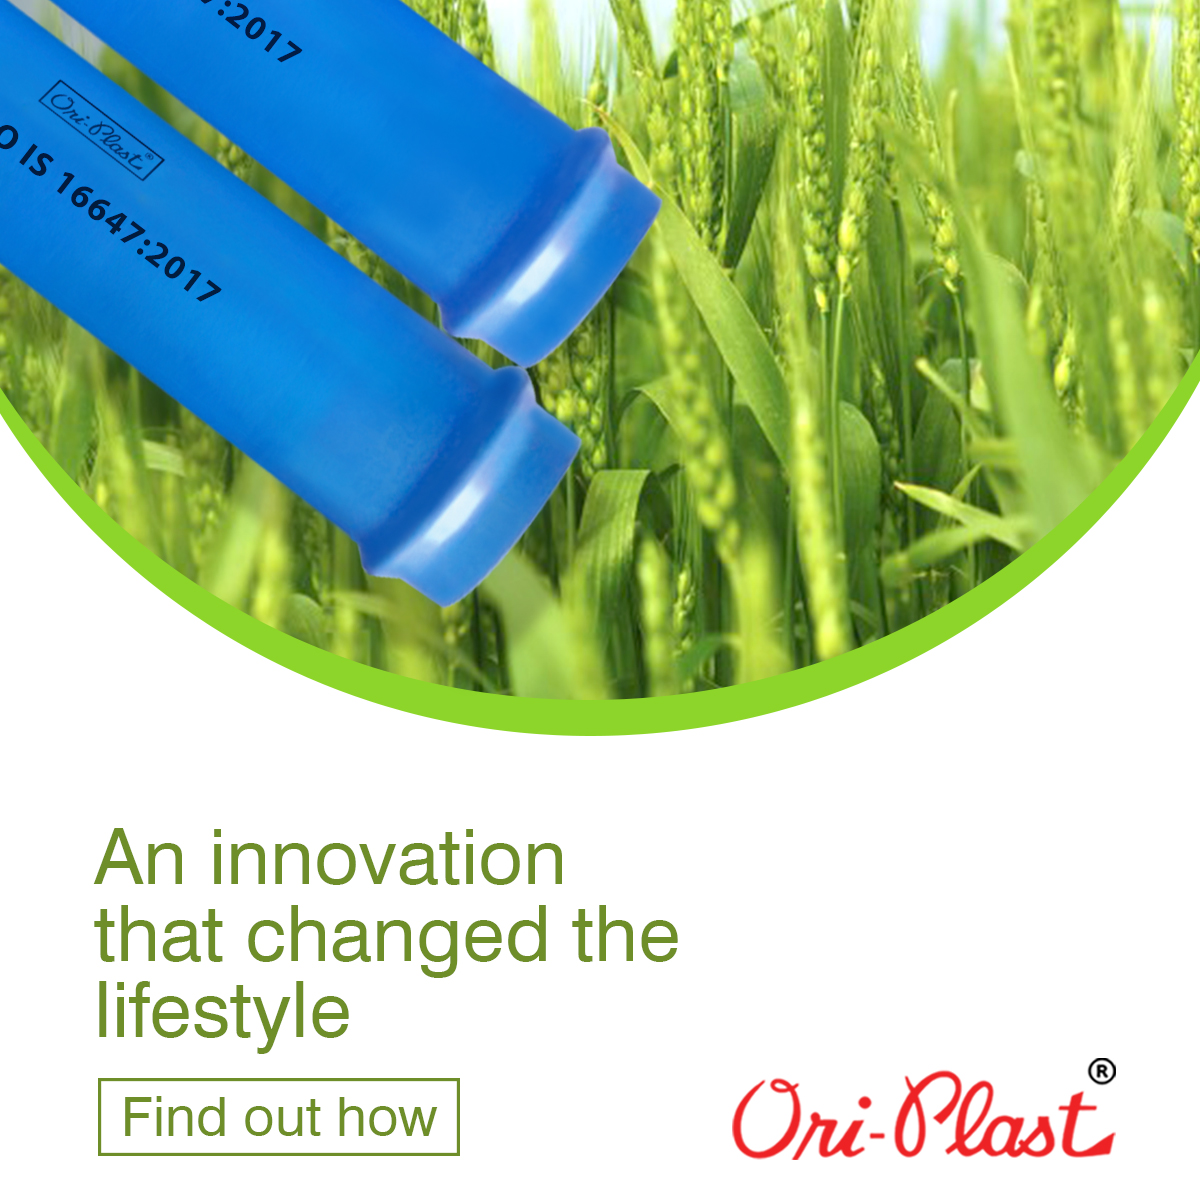 :2017
Ori-Plast®
O IS 16647:2017
An innovation
that changed the
lifestyle
Find out how
Ori-Plast®